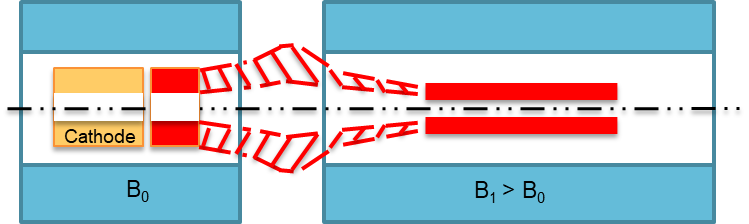 Cathode
B₀
B₁ > B₀